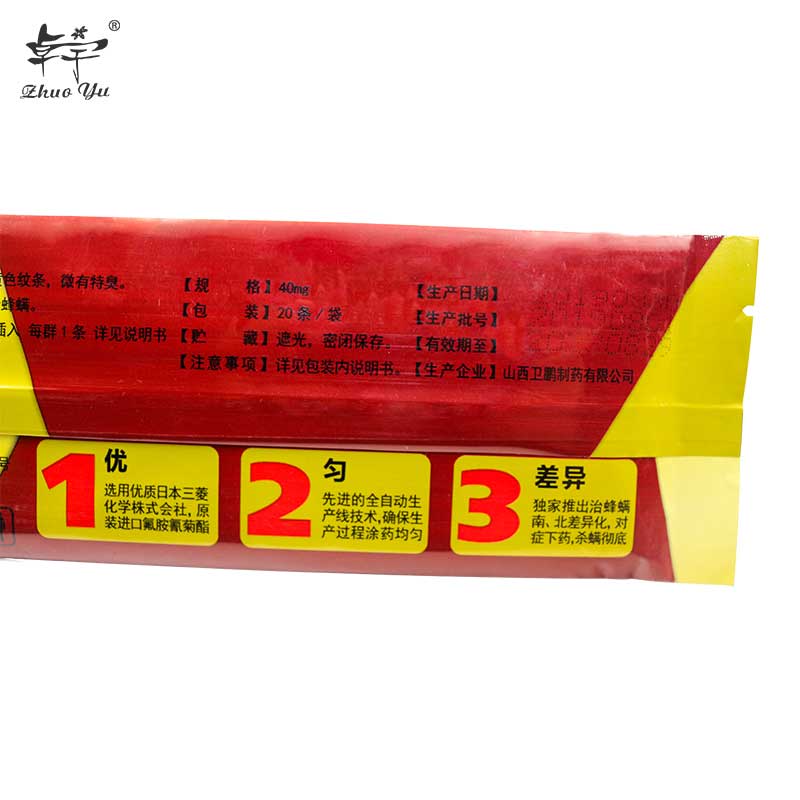 卓宇®
Zhuo Yu
色纹条，微有特臭。
蜂螨。
插入 每群1条 详见说明书
【规 格】40mg
【包 装】20条/袋
【贮 藏】遮光，密闭保存。
【注意事项】详见包装内说明书。
【生产日期】
【生产批号】
【有效期至】
【生产企业】山西卫鹏制药有限公司
号
1 优
选用优质日本三菱
化学株式会社，原
装进口氟胺氰菊酯
2 匀
先进的全自动生
产线技术，确保生
产过程涂药均匀
3 差异
独家推出治蜂螨
南、北差异化，对
症下药，杀螨彻底